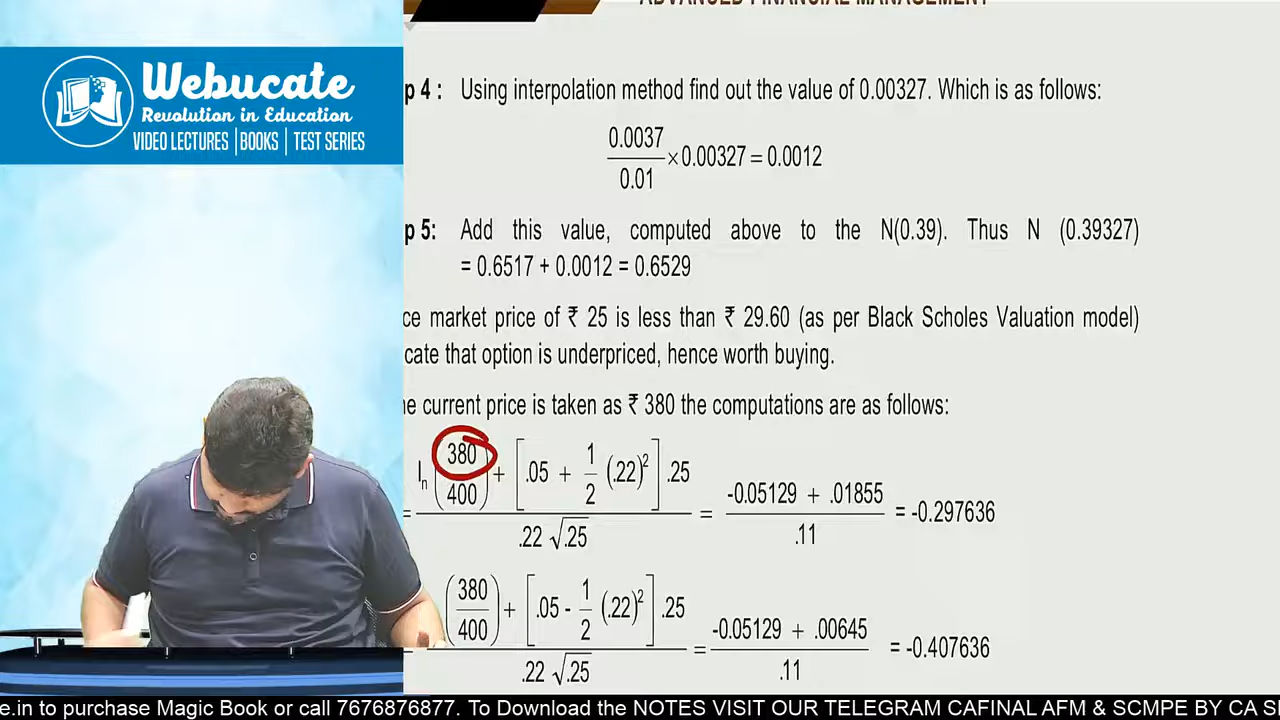 ADVANCED FINANCIAL MANAGEMENT
Webucate
Revolution in Education
VIDEO LECTURES | BOOKS | TEST SERIES
p 4 : Using interpolation method find out the value of 0.00327. Which is as follows:
0.0037 / 0.01 × 0.00327 = 0.0012
p 5: Add this value, computed above to the N(0.39). Thus N (0.39327)
= 0.6517 + 0.0012 = 0.6529
ce market price of ₹ 25 is less than ₹ 29.60 (as per Black Scholes Valuation model)
cate that option is underpriced, hence worth buying.
e current price is taken as ₹ 380 the computations are as follows:
= ln (380 / 400) + [.05 + 1/2 (.22)²] .25 / .22 √.25 = -0.05129 + .01855 / .11 = -0.297636
= (380 / 400) + [.05 - 1/2 (.22)²] .25 / .22 √.25 = -0.05129 + .00645 / .11 = -0.407636
e.in to purchase Magic Book or call 7676876877. To Download the NOTES VISIT OUR TELEGRAM CAFINAL AFM & SCMPE BY CA S